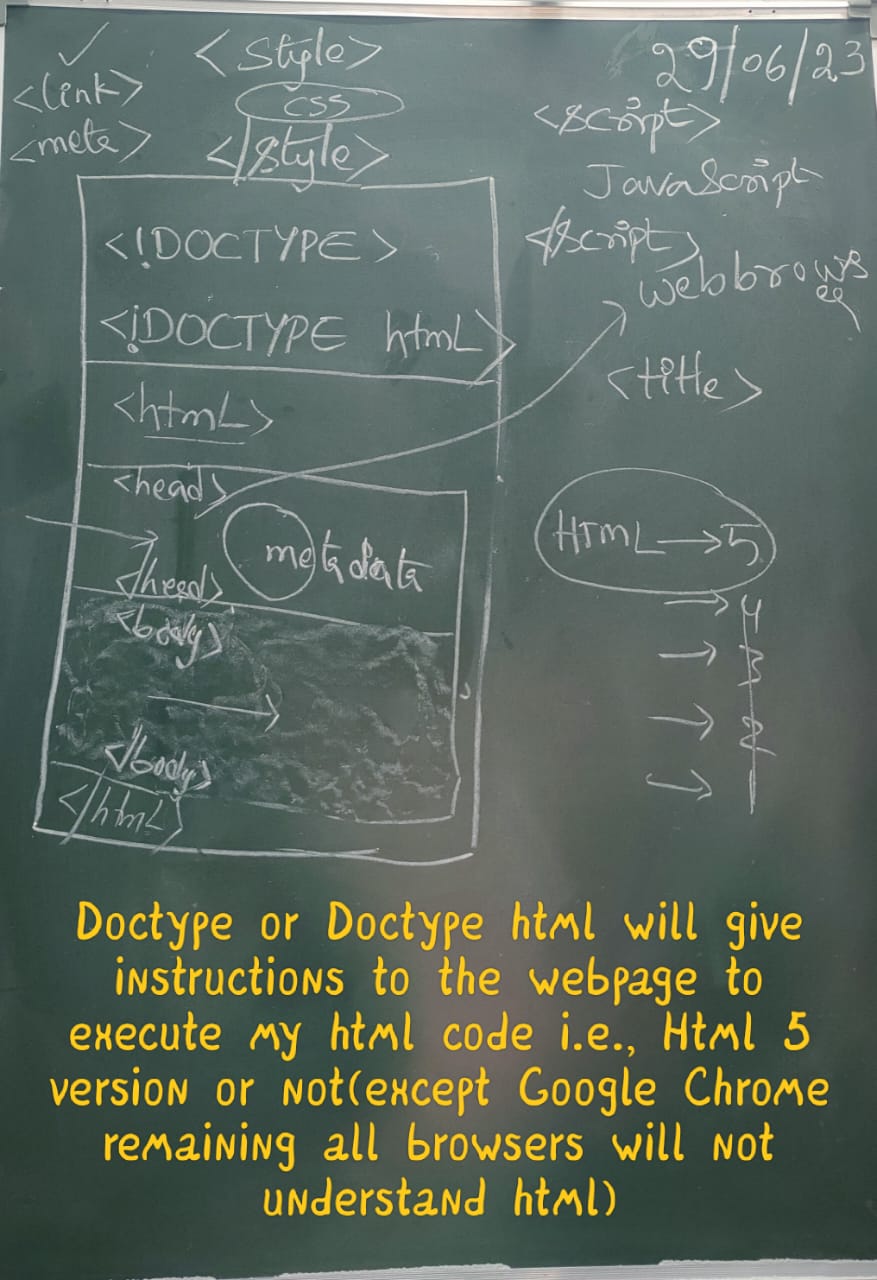 ✓
<link>
<meta>
<style>
css
</style>
29/06/23
<script>
JavaScript
</script>
<!DOCTYPE>
<!DOCTYPE html>
<html>
<head>
metadata
</head>
<body>
</body>
</html>
<title>
HTML → 5
→ 4
→ 3
→ 2
→ 1
Doctype or Doctype html will give
instructions to the webpage to
execute my html code i.e., Html 5
version or not(except Google Chrome
remaining all browsers will not
understand html)